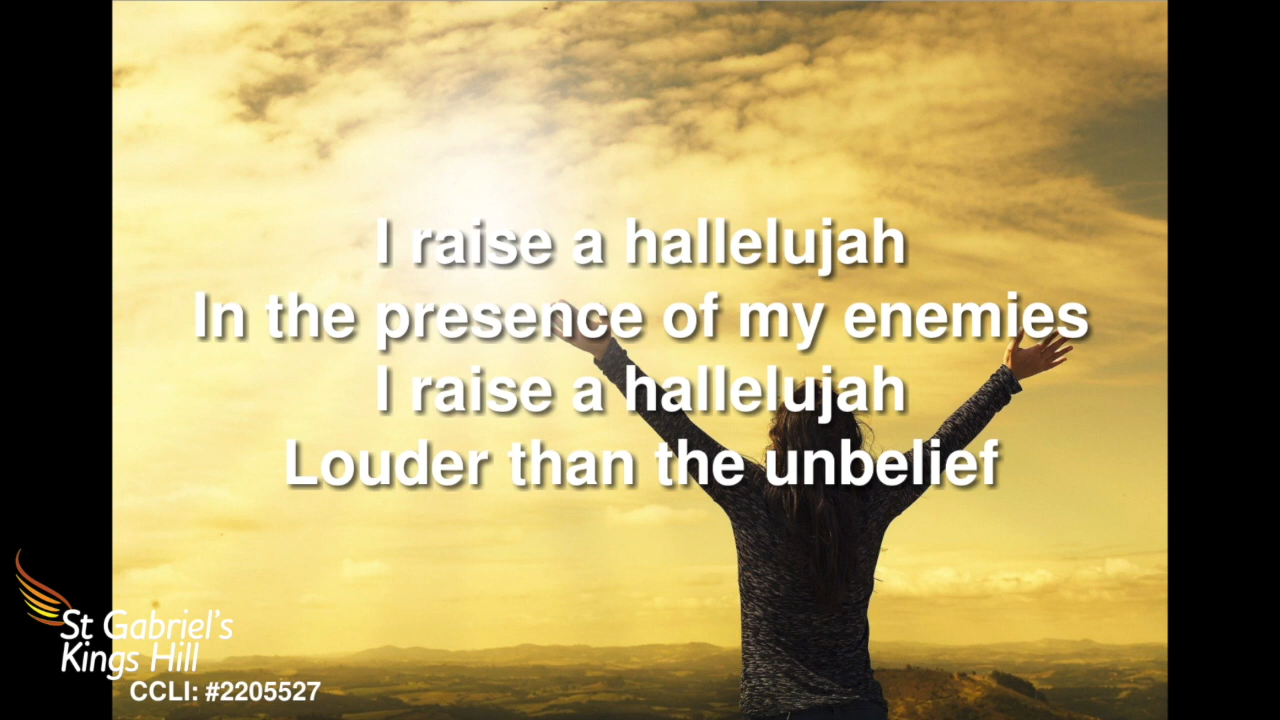 I raise a hallelujah
In the presence of my enemies
I raise a hallelujah
Louder than the unbelief
St Gabriel's
Kings Hill
CCLI: #2205527